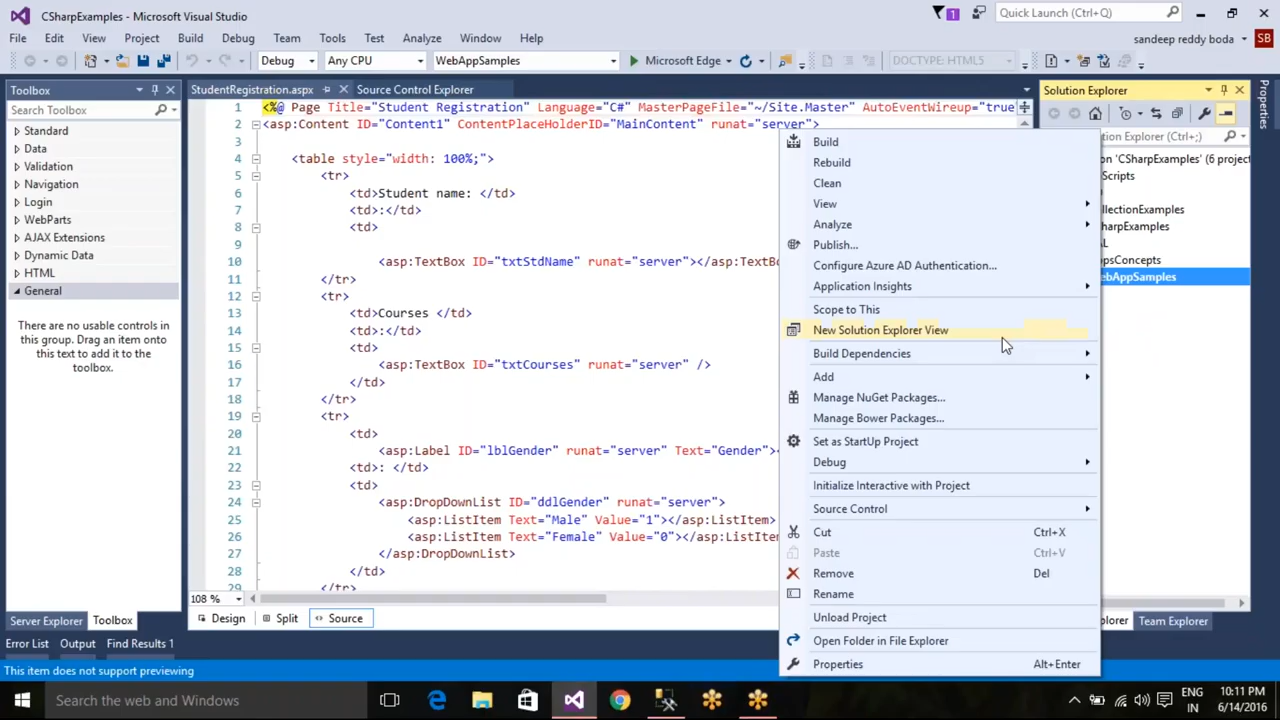 CSharpExamples - Microsoft Visual Studio
1
Quick Launch (Ctrl+Q)
File Edit View Project Build Debug Team Tools Test Analyze Window Help
sandeep reddy boda SB
Debug Any CPU WebAppSamples Microsoft Edge DOCTYPE: HTML5
Toolbox
Search Toolbox
Standard
Data
Validation
Navigation
Login
WebParts
AJAX Extensions
Dynamic Data
HTML
General
There are no usable controls in
this group. Drag an item onto
this text to add it to the
toolbox.
Server Explorer Toolbox
StudentRegistration.aspx Source Control Explorer
1 <%@ Page Title="Student Registration" Language="C#" MasterPageFile="~/Site.Master" AutoEventWireup="true
2 <asp:Content ID="Content1" ContentPlaceHolderID="MainContent" runat="server">
3
4 <table style="width: 100%;">
5 <tr>
6 <td>Student name: </td>
7 <td>:</td>
8 <td>
9
10 <asp:TextBox ID="txtStdName" runat="server"></asp:TextBo
11 </tr>
12 <tr>
13 <td>Courses </td>
14 <td>:</td>
15 <td>
16 <asp:TextBox ID="txtCourses" runat="server" />
17 </td>
18 </tr>
19 <tr>
20 <td>
21 <asp:Label ID="lblGender" runat="server" Text="Gender"><
22 <td>: </td>
23 <td>
24 <asp:DropDownList ID="ddlGender" runat="server">
25 <asp:ListItem Text="Male" Value="1"></asp:ListItem>
26 <asp:ListItem Text="Female" Value="0"></asp:ListItem
27 </asp:DropDownList>
28 </td>
29 </tr>
108 %
Design Split Source
Build
Rebuild
Clean
View
Analyze
Publish...
Configure Azure AD Authentication...
Application Insights
Scope to This
New Solution Explorer View
Build Dependencies
Add
Manage NuGet Packages...
Manage Bower Packages...
Set as StartUp Project
Debug
Initialize Interactive with Project
Source Control
Cut Ctrl+X
Paste Ctrl+V
Remove Del
Rename
Unload Project
Open Folder in File Explorer
Properties Alt+Enter
Solution Explorer
Explorer (Ctrl+;)
on 'CSharpExamples' (6 project
Scripts
llectionExamples
harpExamples
AL
opsConcepts
ebAppSamples
lorer Team Explorer
Properties
Error List Output Find Results 1
This item does not support previewing
Search the web and Windows
ENG
IN
10:11 PM
6/14/2016